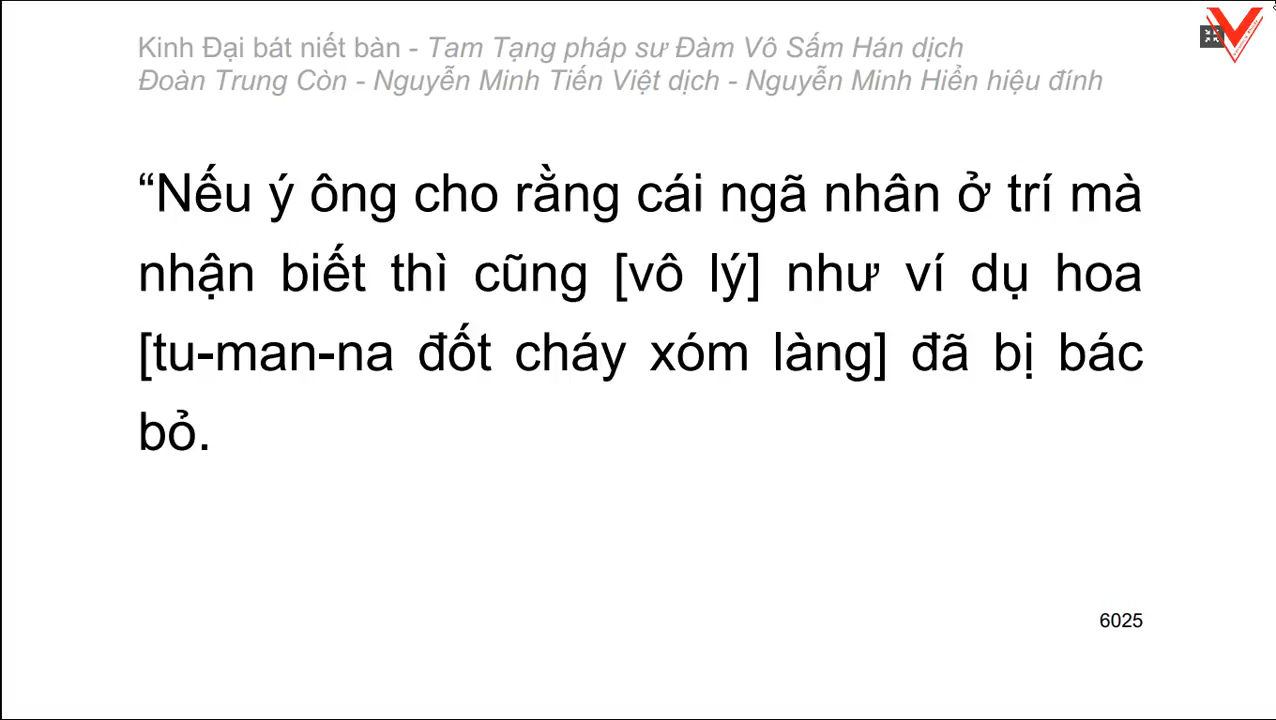 Kinh Đại bát niết bàn - Tam Tạng pháp sư Đàm Vô Sấm Hán dịch
Đoàn Trung Còn - Nguyễn Minh Tiến Việt dịch - Nguyễn Minh Hiển hiệu đính
“Nếu ý ông cho rằng cái ngã nhân ở trí mà
nhận biết thì cũng [vô lý] như ví dụ hoa
[tu-man-na đốt cháy xóm làng] đã bị bác
bỏ.
6025